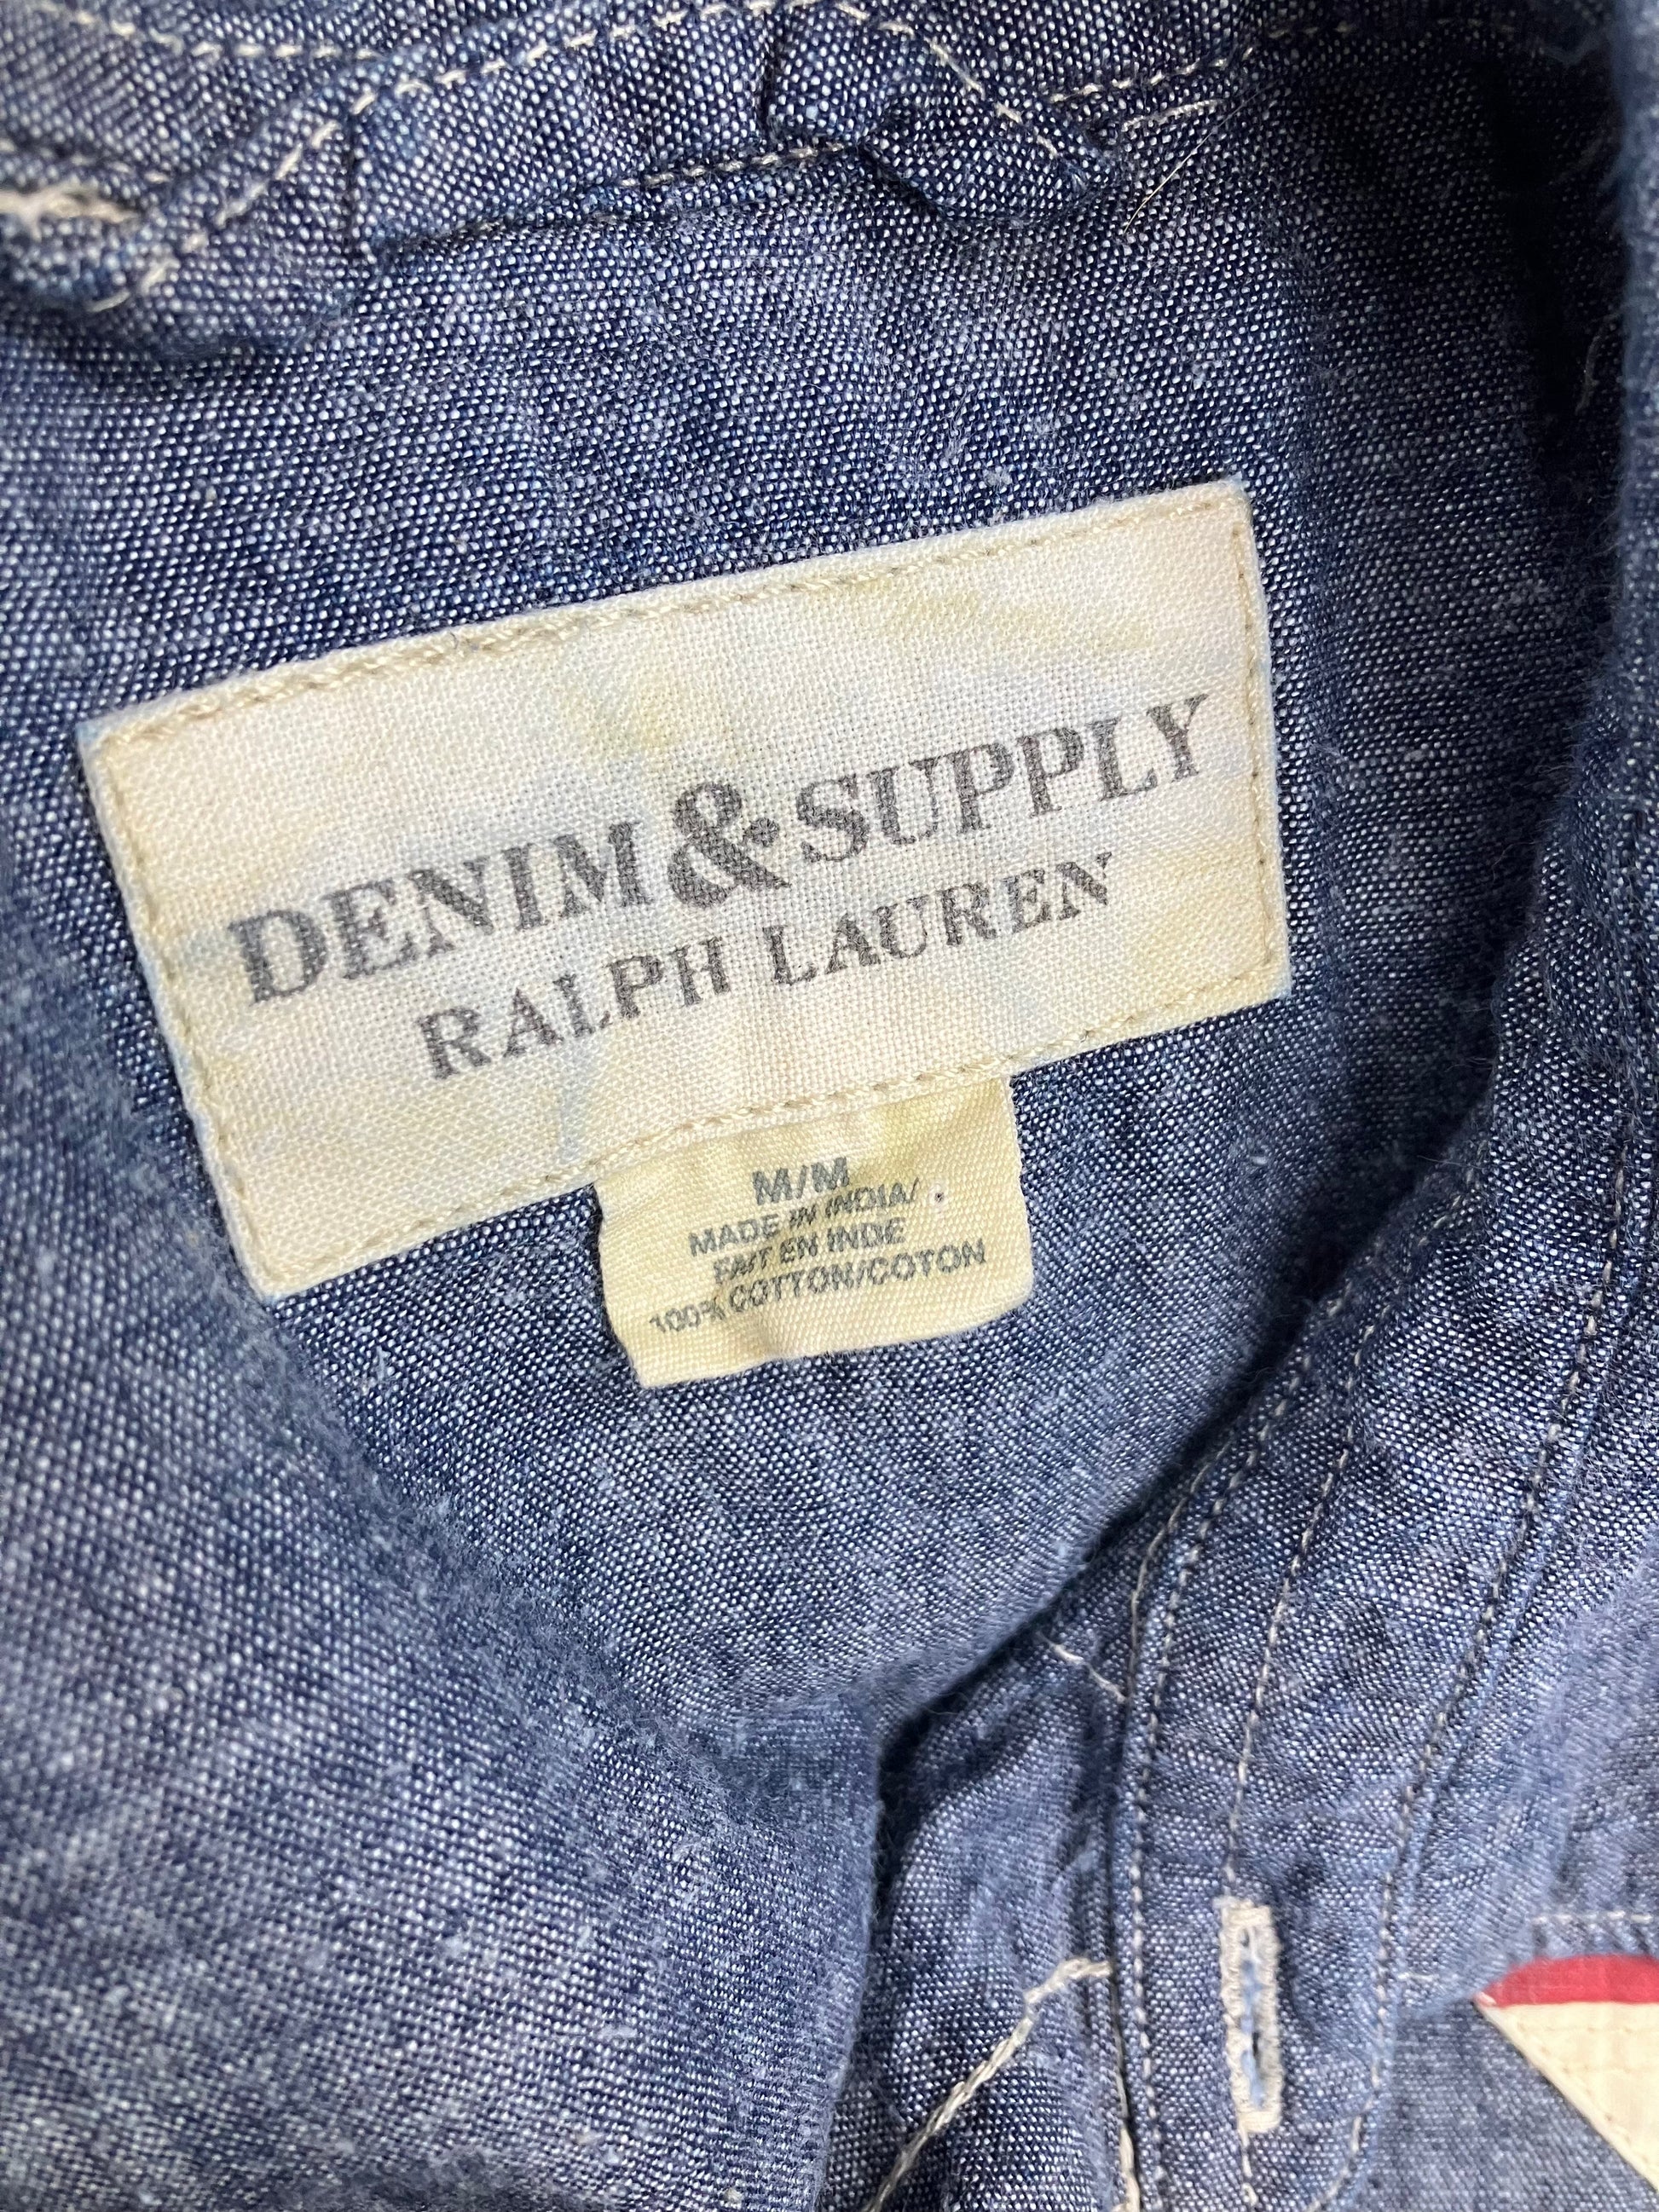 DENIM & SUPPLY
RALPH LAUREN
M/M
MADE IN INDIA/
FAIT EN INDE
100% COTTON/COTON